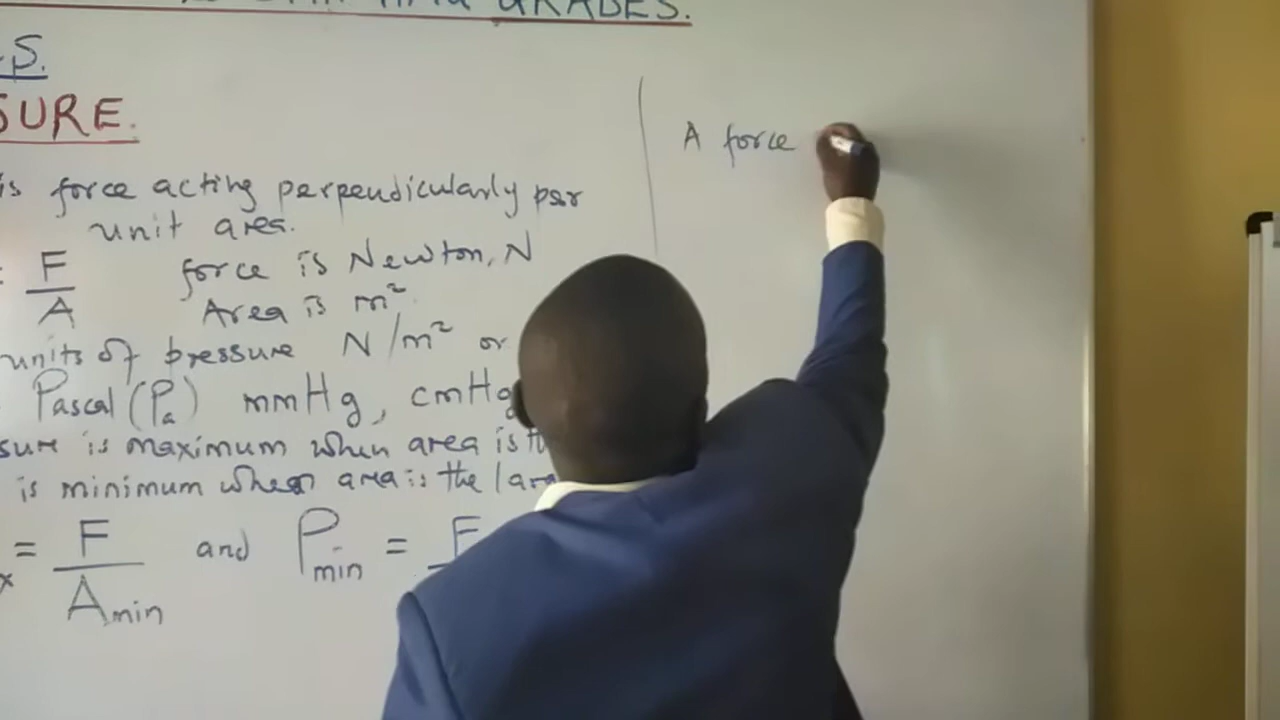 GRADES.
S.
SURE.
is force acting perpendicularly per
unit area.
F
A
force is Newton, N
Area is m²
units of pressure N/m² or
Pascal (Pa) mmHg, cmHg
sure is maximum when area is
is minimum when area is the
= F
Amin
and Pmin = F
A force